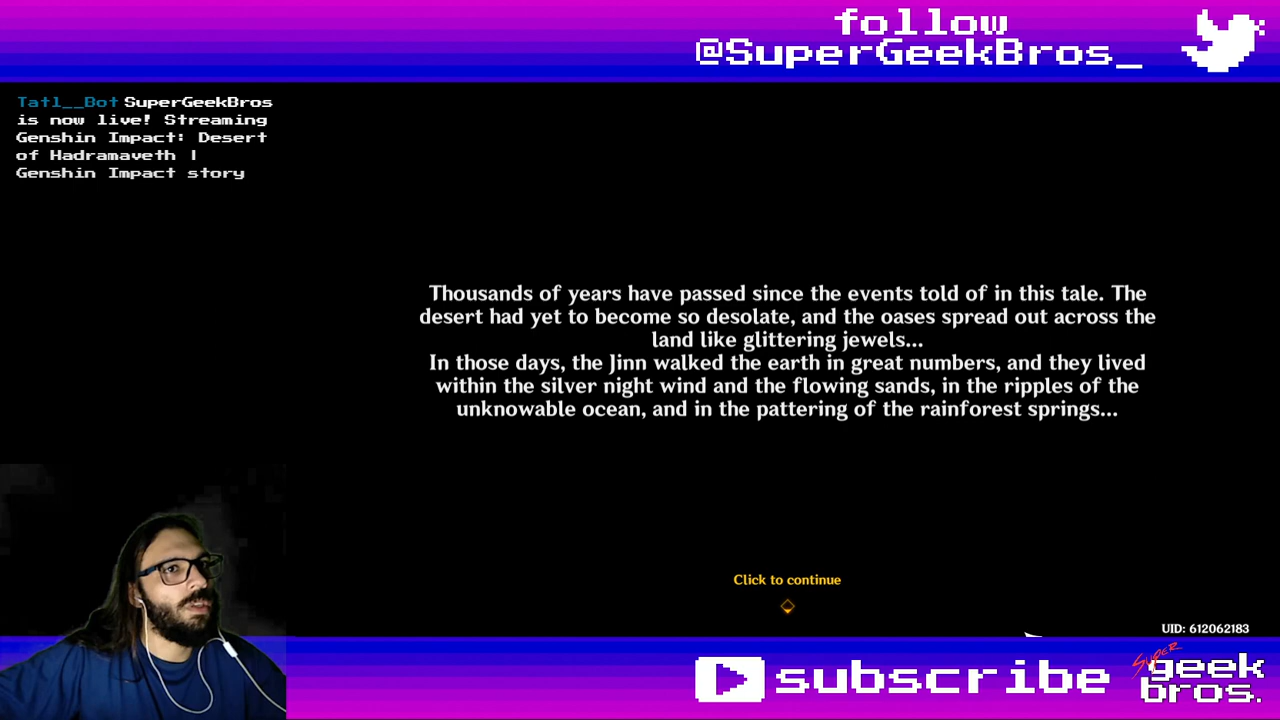 follow
@SuperGeekBros_
Tatl__Bot SuperGeekBros
is now live! Streaming
Genshin Impact: Desert
of Hadramaveth |
Genshin Impact story
Thousands of years have passed since the events told of in this tale. The
desert had yet to become so desolate, and the oases spread out across the
land like glittering jewels...
In those days, the Jinn walked the earth in great numbers, and they lived
within the silver night wind and the flowing sands, in the ripples of the
unknowable ocean, and in the pattering of the rainforest springs...
Click to continue
UID: 612062183
subscribe
SUPER
geek
bros.